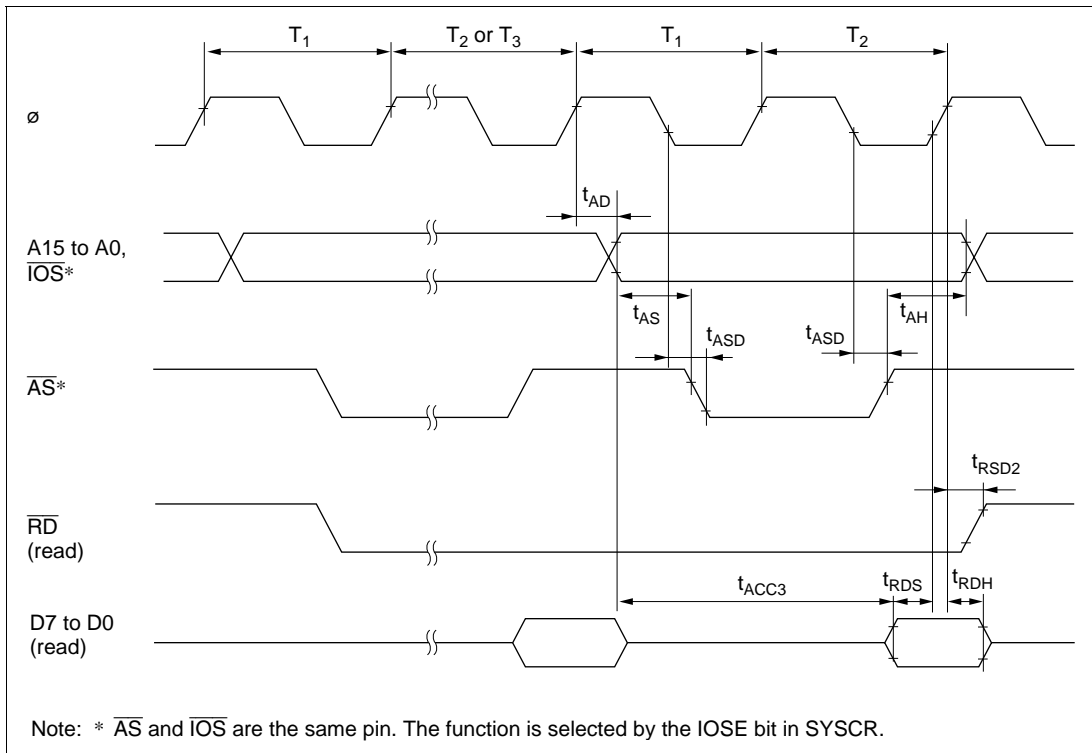 T1 T2 or T3 T1 T2
ø
tAD
A15 to A0,
IOS*
tAS tASD tASD tAH
AS*
tRSD2
RD
(read)
tACC3 tRDS tRDH
D7 to D0
(read)
Note: * AS and IOS are the same pin. The function is selected by the IOSE bit in SYSCR.